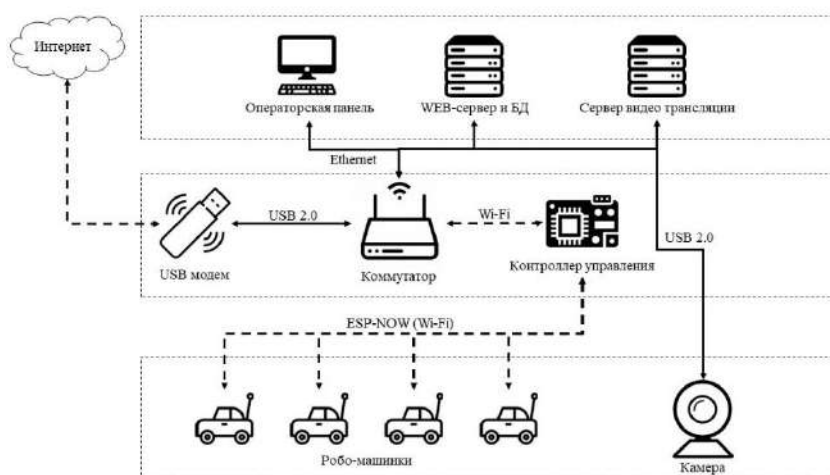 Интернет
Операторская панель
WEB-сервер и БД
Сервер видео трансляции
Ethernet
USB 2.0
Wi-Fi
USB 2.0
USB модем
Коммутатор
Контроллер управления
ESP-NOW (Wi-Fi)
Робо-машинки
Камера